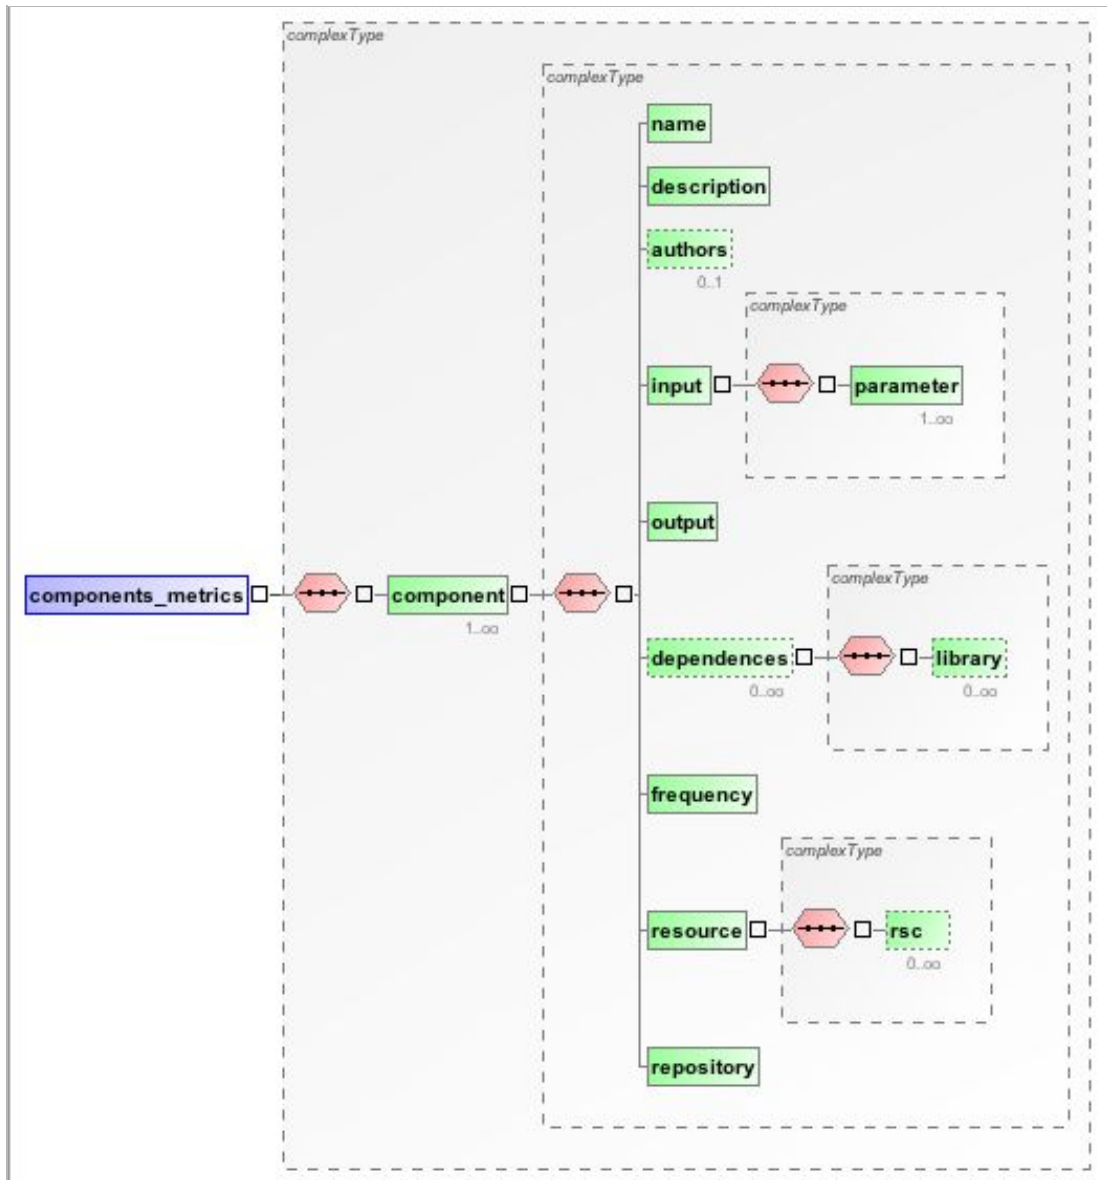 complexType
complexType
name
description
authors
0..1
complexType
input
parameter
1..∞
output
complexType
components_metrics
component
1..∞
dependences
0..∞
library
0..∞
frequency
complexType
resource
rsc
0..∞
repository